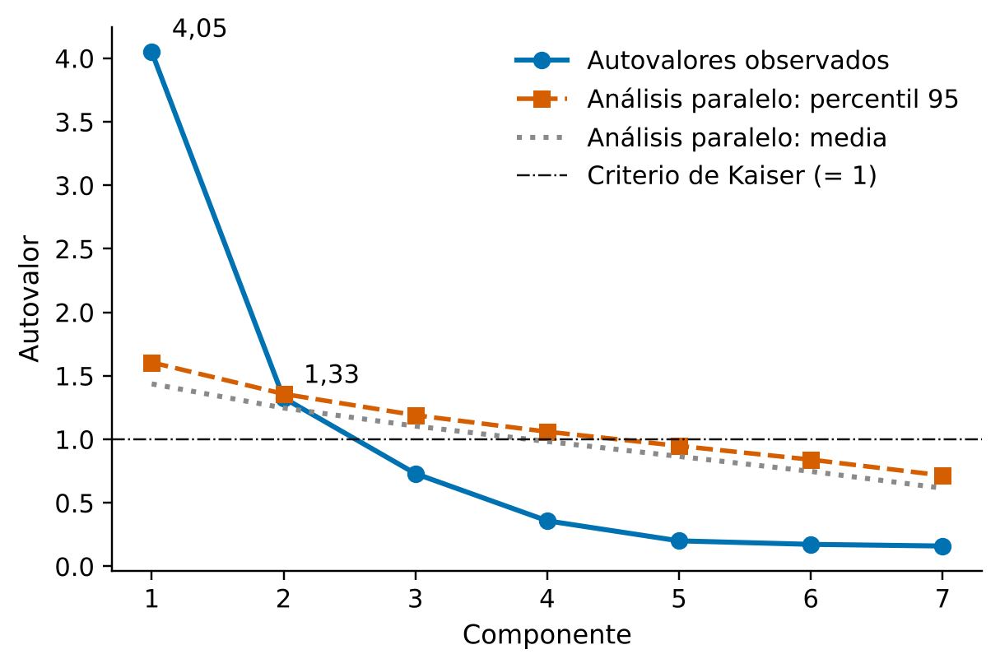 4,05
Autovalores observados
Análisis paralelo: percentil 95
Análisis paralelo: media
Criterio de Kaiser (= 1)
1,33
Autovalor
4.0
3.5
3.0
2.5
2.0
1.5
1.0
0.5
0.0
1 2 3 4 5 6 7
Componente